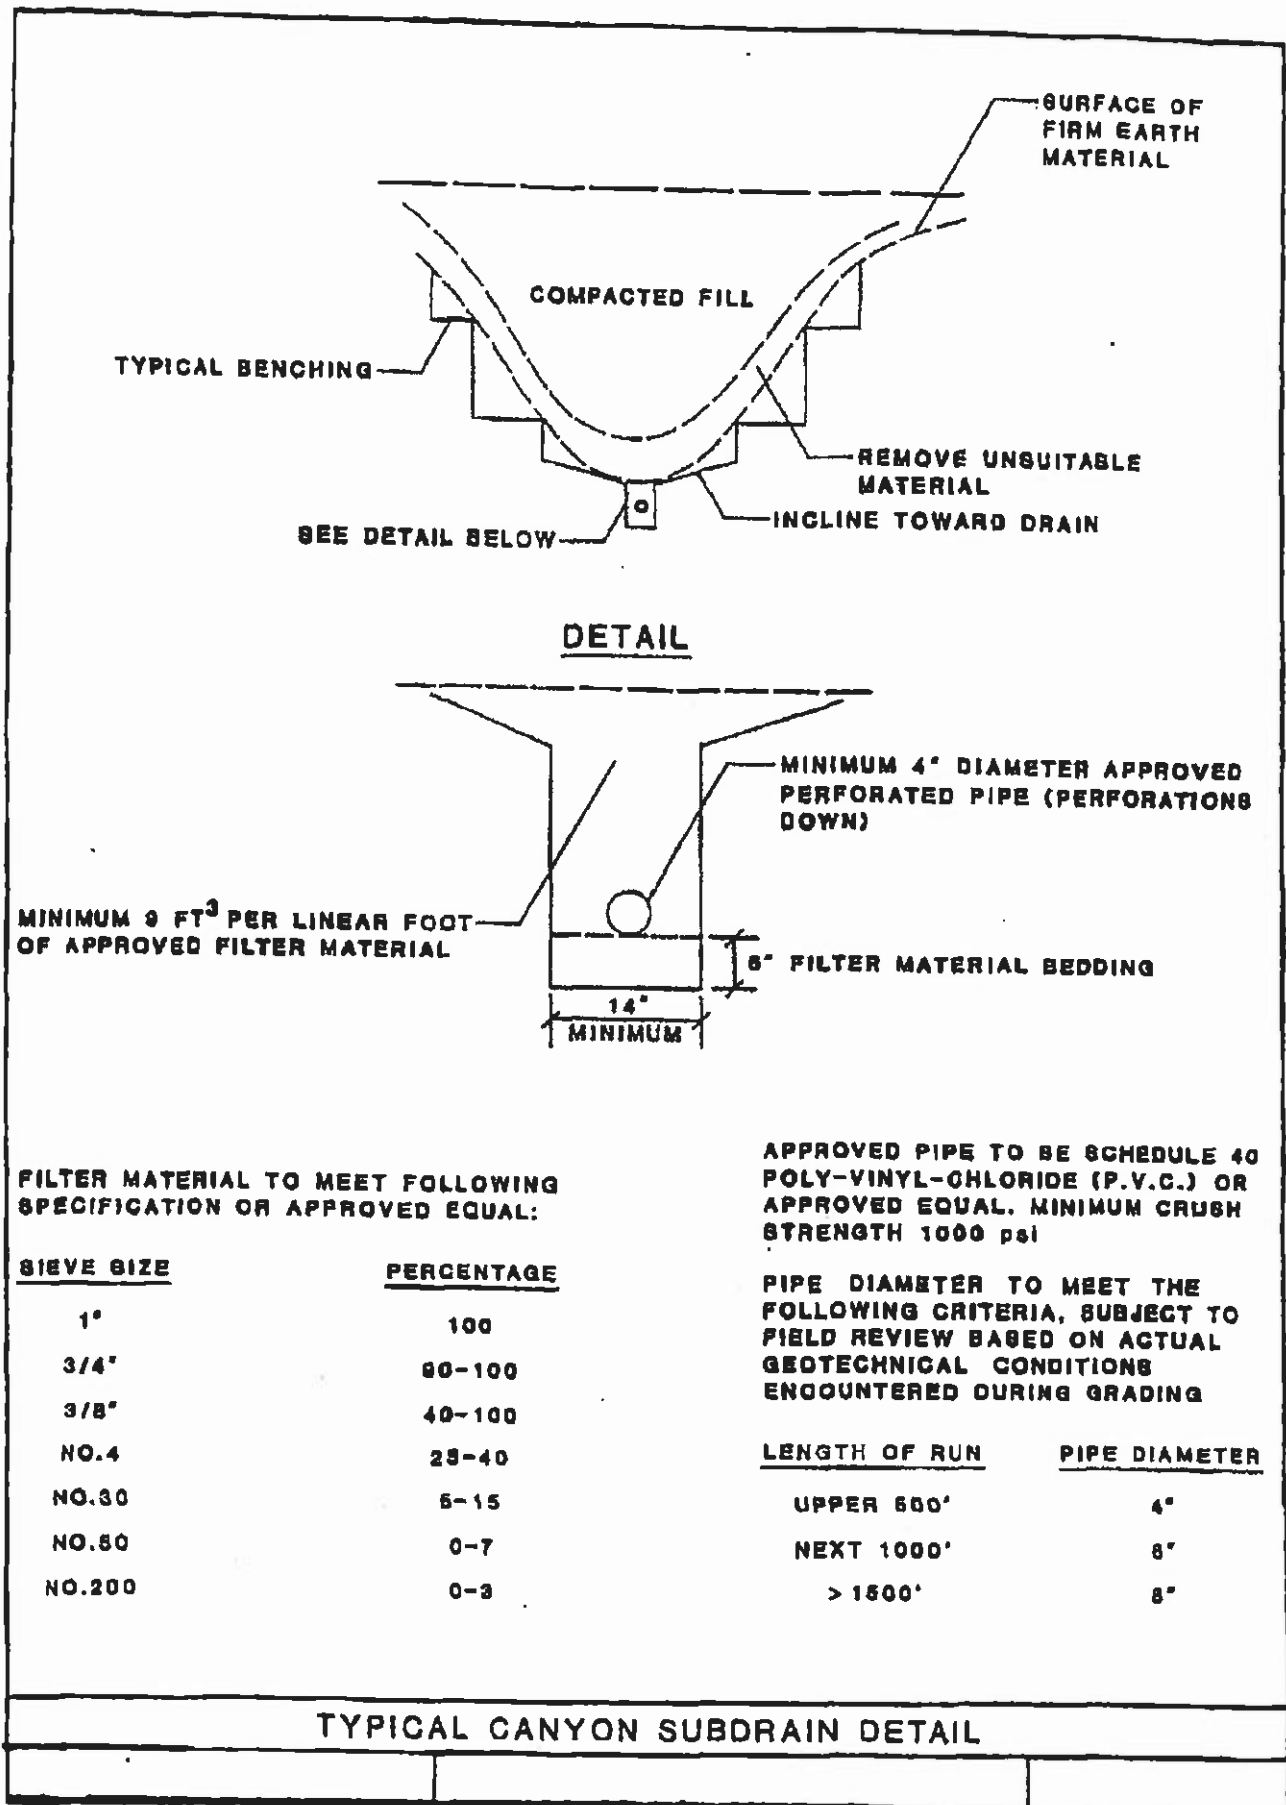 SURFACE OF
FIRM EARTH
MATERIAL
COMPACTED FILL
TYPICAL BENCHING
REMOVE UNSUITABLE
MATERIAL
INCLINE TOWARD DRAIN
SEE DETAIL BELOW
DETAIL
MINIMUM 4" DIAMETER APPROVED
PERFORATED PIPE (PERFORATIONS
DOWN)
MINIMUM 9 FT³ PER LINEAR FOOT
OF APPROVED FILTER MATERIAL
6" FILTER MATERIAL BEDDING
14"
MINIMUM
FILTER MATERIAL TO MEET FOLLOWING
SPECIFICATION OR APPROVED EQUAL:
SIEVE SIZE PERCENTAGE
1" 100
3/4" 90-100
3/8" 40-100
NO.4 25-40
NO.30 5-15
NO.50 0-7
NO.200 0-3
APPROVED PIPE TO BE SCHEDULE 40
POLY-VINYL-CHLORIDE (P.V.C.) OR
APPROVED EQUAL. MINIMUM CRUSH
STRENGTH 1000 psi
PIPE DIAMETER TO MEET THE
FOLLOWING CRITERIA, SUBJECT TO
FIELD REVIEW BASED ON ACTUAL
GEOTECHNICAL CONDITIONS
ENCOUNTERED DURING GRADING
LENGTH OF RUN PIPE DIAMETER
UPPER 500' 4"
NEXT 1000' 6"
> 1500' 8"
TYPICAL CANYON SUBDRAIN DETAIL